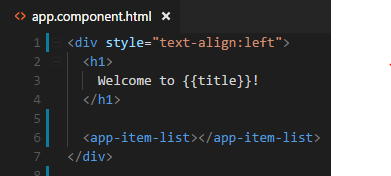 <> app.component.html ×
1 <div style="text-align:left">
2 <h1>
3 Welcome to {{title}}!
4 </h1>
5
6 <app-item-list></app-item-list>
7 </div>
8